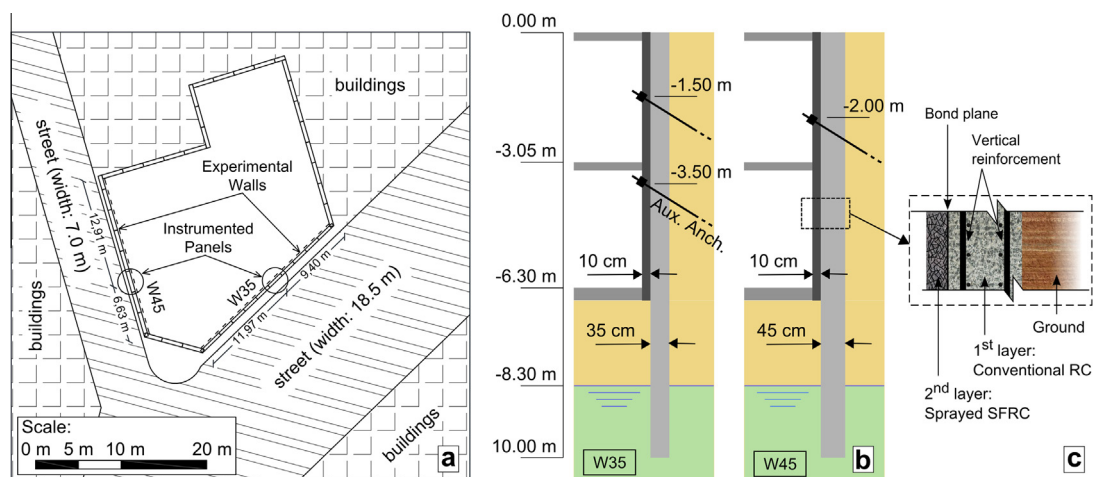 buildings
street (width: 7.0 m)
Experimental
Walls
Instrumented
Panels
12,91 m
W45
6,63 m
W35
9,40 m
11,97 m
street (width: 18.5 m)
buildings
buildings
Scale:
0 m 5 m 10 m 20 m
a
0.00 m
-3.05 m
-6.30 m
-8.30 m
10.00 m
-1.50 m
-3.50 m
Aux. Anch.
10 cm
35 cm
W35
-2.00 m
10 cm
45 cm
W45
b
Bond plane
Vertical
reinforcement
Ground
1st layer:
Conventional RC
2nd layer:
Sprayed SFRC
c